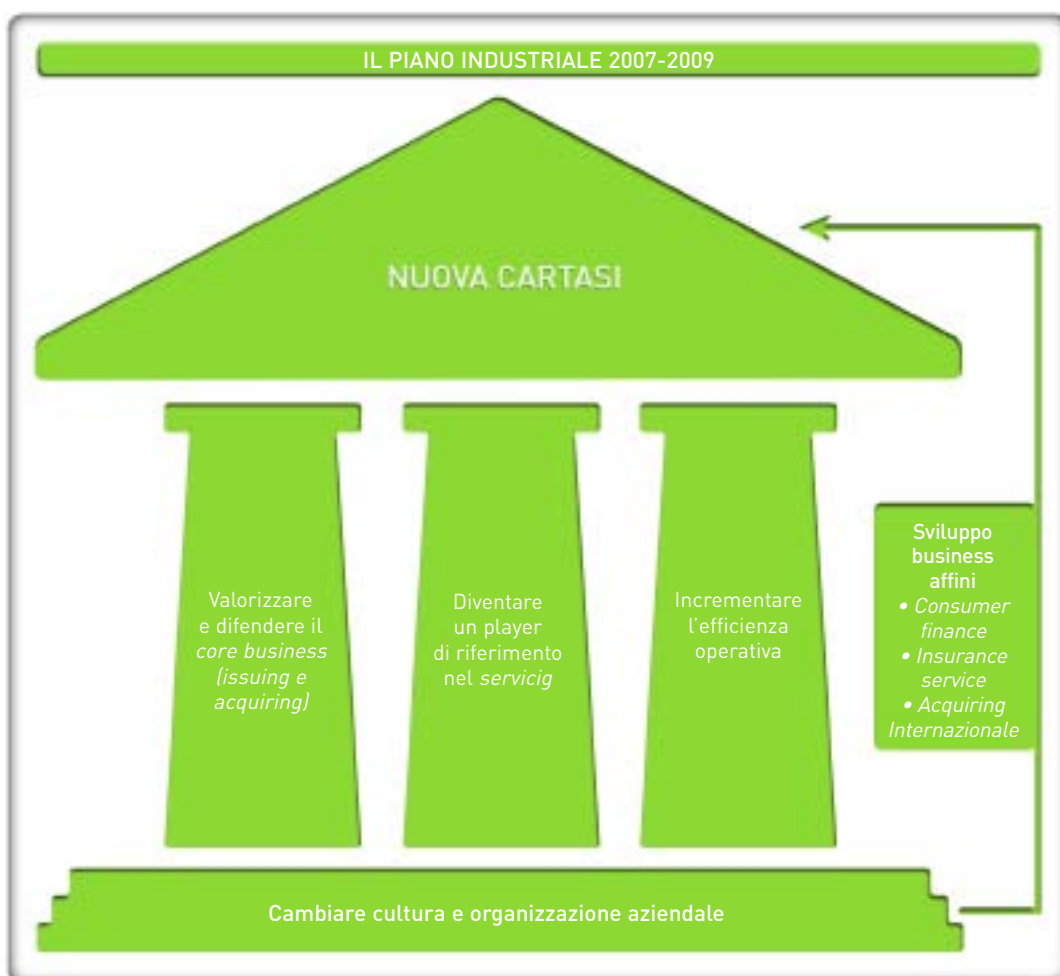 IL PIANO INDUSTRIALE 2007-2009
NUOVA CARTASI
Valorizzare
e difendere il
core business
(issuing e
acquiring)
Diventare
un player
di riferimento
nel servicig
Incrementare
l'efficienza
operativa
Sviluppo
business
affini
• Consumer
finance
• Insurance
service
• Acquiring
Internazionale
Cambiare cultura e organizzazione aziendale